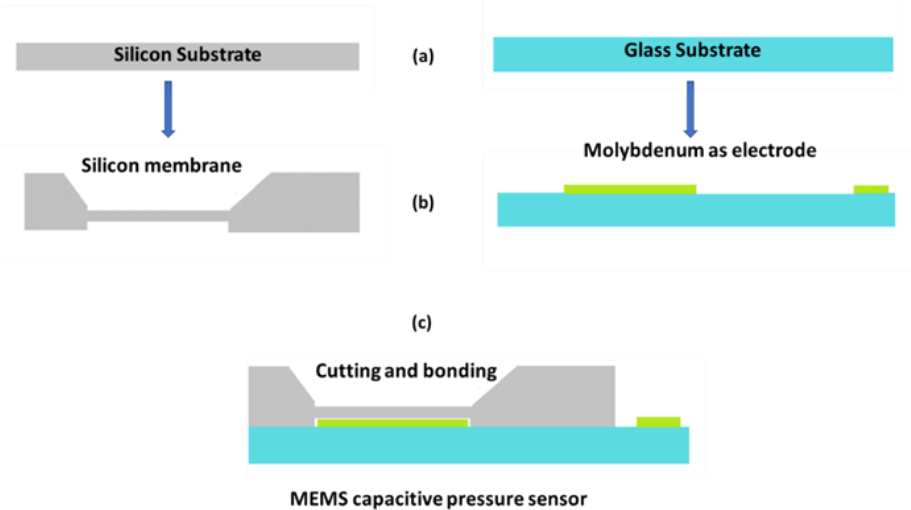 Silicon Substrate
(a)
Glass Substrate
Silicon membrane
Molybdenum as electrode
(b)
(c)
Cutting and bonding
MEMS capacitive pressure sensor